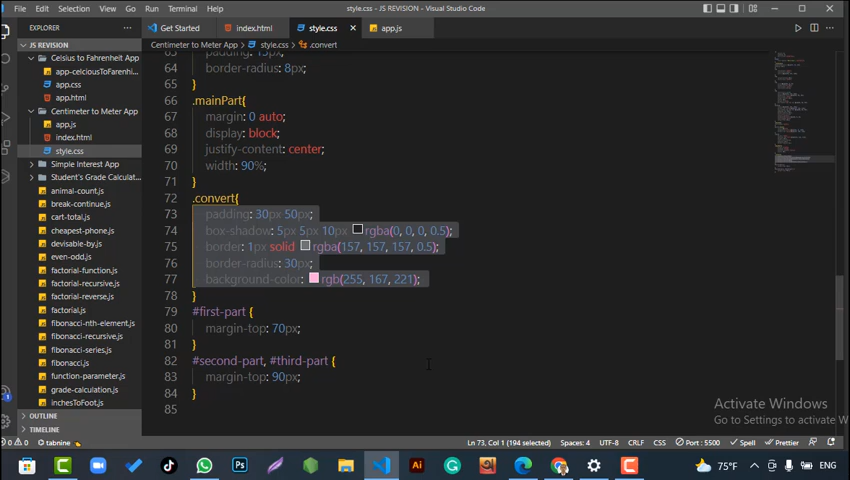 File Edit Selection View Go Run Terminal Help style.css - JS REVISION - Visual Studio Code
EXPLORER ··· Get Started index.html style.css × app.js
JS REVISION
Centimeter to Meter App > style.css > .convert
Celsius to Fahrenheit App
app-celciousToFarenhi...
app.css
app.html
Centimeter to Meter App
app.js
index.html
style.css
Simple Interest App
Student's Grade Calculat...
animal-count.js
break-continue.js
cart-total.js
cheapest-phone.js
devisable-by.js
even-odd.js
factorial-function.js
factorial-recursive.js
factorial-reverse.js
factorial.js
fibonacci-nth-element.js
fibonacci-recursive.js
fibonacci-series.js
fibonacci.js
function-parameter.js
grade-calculation.js
inchesToFoot.js
OUTLINE
TIMELINE
63 padding: 15px;
64 border-radius: 8px;
65 }
66 .mainPart{
67 margin: 0 auto;
68 display: block;
69 justify-content: center;
70 width: 90%;
71 }
72 .convert{
73 padding: 30px 50px;
74 box-shadow: 5px 5px 10px rgba(0, 0, 0, 0.5);
75 border: 1px solid rgba(157, 157, 157, 0.5);
76 border-radius: 30px;
77 background-color: rgb(255, 167, 221);
78 }
79 #first-part {
80 margin-top: 70px;
81 }
82 #second-part, #third-part {
83 margin-top: 90px;
84 }
85
Activate Windows
Go to Settings to activate W
0 0 tabnine Ln 73, Col 1 (194 selected) Spaces: 4 UTF-8 CRLF CSS Port : 5500 Spell Prettier
Ps Ai 75°F ENG